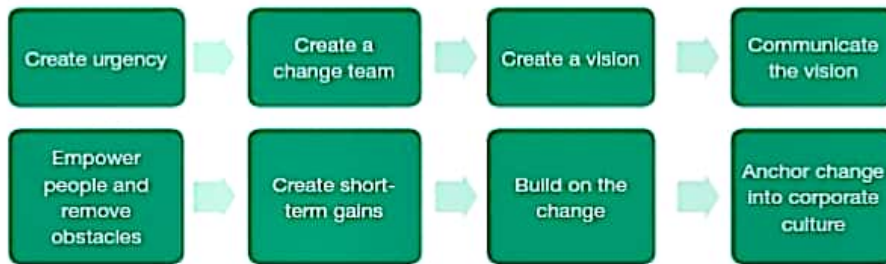 Create urgency
Create a
change team
Create a vision
Communicate
the vision
Empower
people and
remove
obstacles
Create short-
term gains
Build on the
change
Anchor change
into corporate
culture